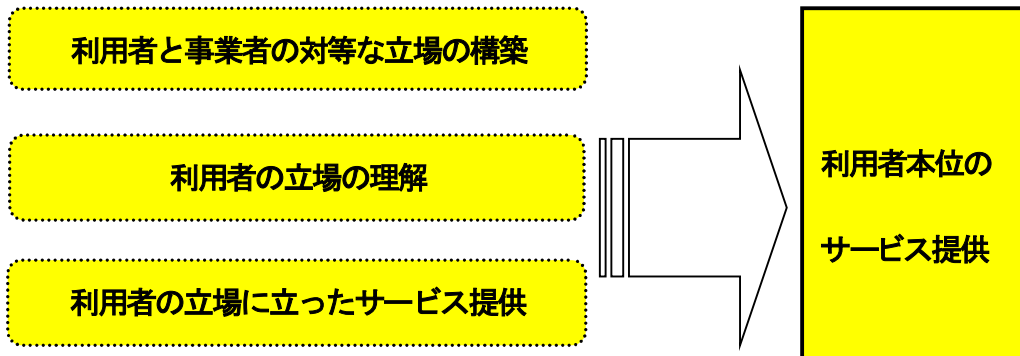 利用者と事業者の対等な立場の構築
利用者の立場の理解
利用者の立場に立ったサービス提供
利用者本位の
サービス提供